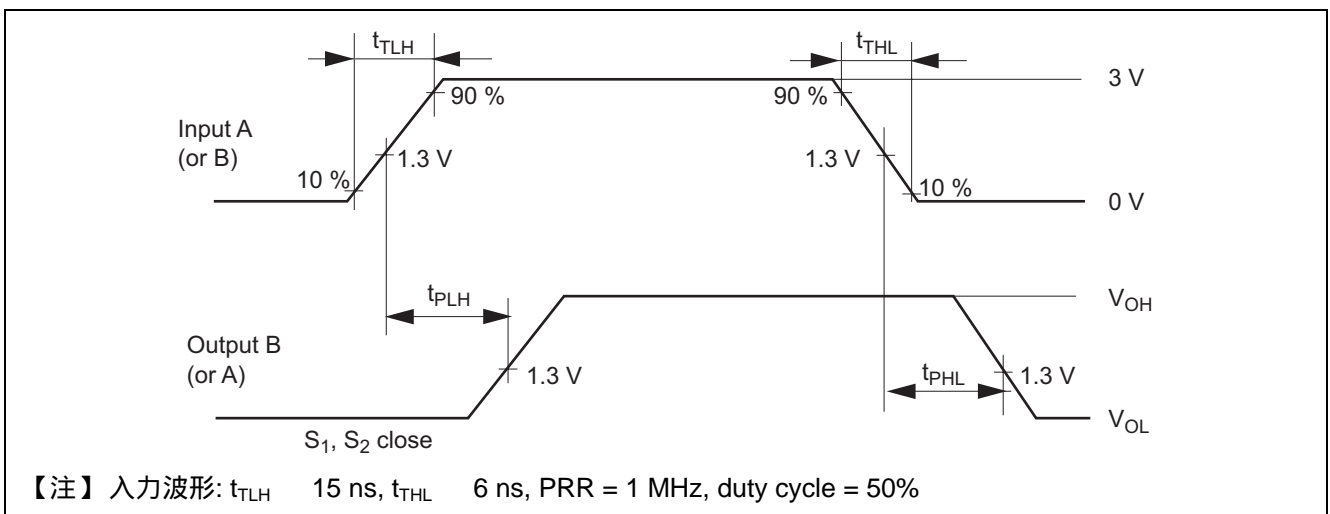 tTLH
tTHL
3 V
90 %
90 %
Input A
(or B)
1.3 V
1.3 V
10 %
10 %
0 V
tPLH
VOH
Output B
(or A)
1.3 V
tPHL
1.3 V
VOL
S1, S2 close
【注】入力波形: tTLH 15 ns, tTHL 6 ns, PRR = 1 MHz, duty cycle = 50%